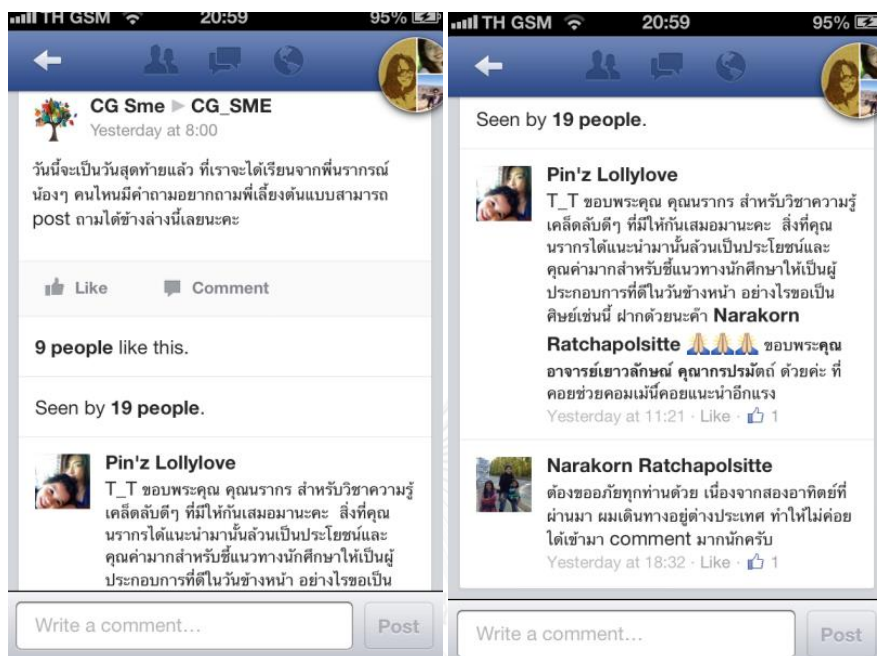 TH GSM 20:59 95%
CG Sme ▶ CG_SME
Yesterday at 8:00
วันนี้จะเป็นวันสุดท้ายแล้ว ที่เราจะได้เรียนจากพี่นรากรณ์
น้องๆ คนไหนมีคำถามอยากถามพี่เลี้ยงต้นแบบสามารถ
post ถามได้ข้างล่างนี้เลยนะคะ
Like Comment
9 people like this.
Seen by 19 people.
Pin'z Lollylove
T_T ขอบพระคุณ คุณนรากร สำหรับวิชาความรู้
เคล็ดลับดีๆ ที่มีให้กันเสมอมานะคะ สิ่งที่คุณ
นรากรได้แนะนำมานั้นล้วนเป็นประโยชน์และ
คุณค่ามากสำหรับชี้แนวทางนักศึกษาให้เป็นผู้
ประกอบการที่ดีในวันข้างหน้า อย่างไรขอเป็น
Write a comment... Post
TH GSM 20:59 95%
Seen by 19 people.
Pin'z Lollylove
T_T ขอบพระคุณ คุณนรากร สำหรับวิชาความรู้
เคล็ดลับดีๆ ที่มีให้กันเสมอมานะคะ สิ่งที่คุณ
นรากรได้แนะนำมานั้นล้วนเป็นประโยชน์และ
คุณค่ามากสำหรับชี้แนวทางนักศึกษาให้เป็นผู้
ประกอบการที่ดีในวันข้างหน้า อย่างไรขอเป็น
ศิษย์เช่นนี้ ฝากด้วยนะค๊า Narakorn
Ratchapolsitte 🙏🙏🙏 ขอบพระคุณ
อาจารย์เยาวลักษณ์ คุณากรปรมัตถ์ ด้วยค่ะ ที่
คอยช่วยคอมเม้นี้คอยแนะนำอีกแรง
Yesterday at 11:21 · Like · 1
Narakorn Ratchapolsitte
ต้องขออภัยทุกท่านด้วย เนื่องจากสองอาทิตย์ที่
ผ่านมา ผมเดินทางอยู่ต่างประเทศ ทำให้ไม่ค่อย
ได้เข้ามา comment มากนักครับ
Yesterday at 18:32 · Like · 1
Write a comment... Post